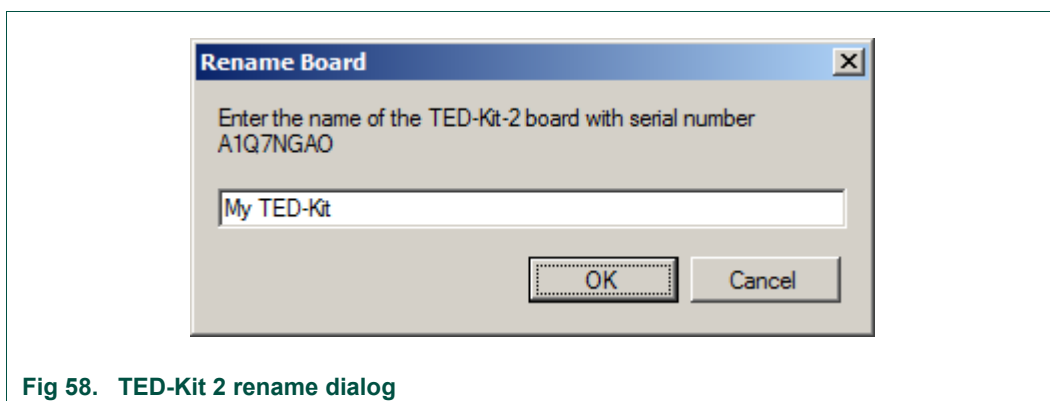 Rename Board
Enter the name of the TED-Kit-2 board with serial number
A1Q7NGAO
My TED-Kit
OK Cancel
Fig 58. TED-Kit 2 rename dialog